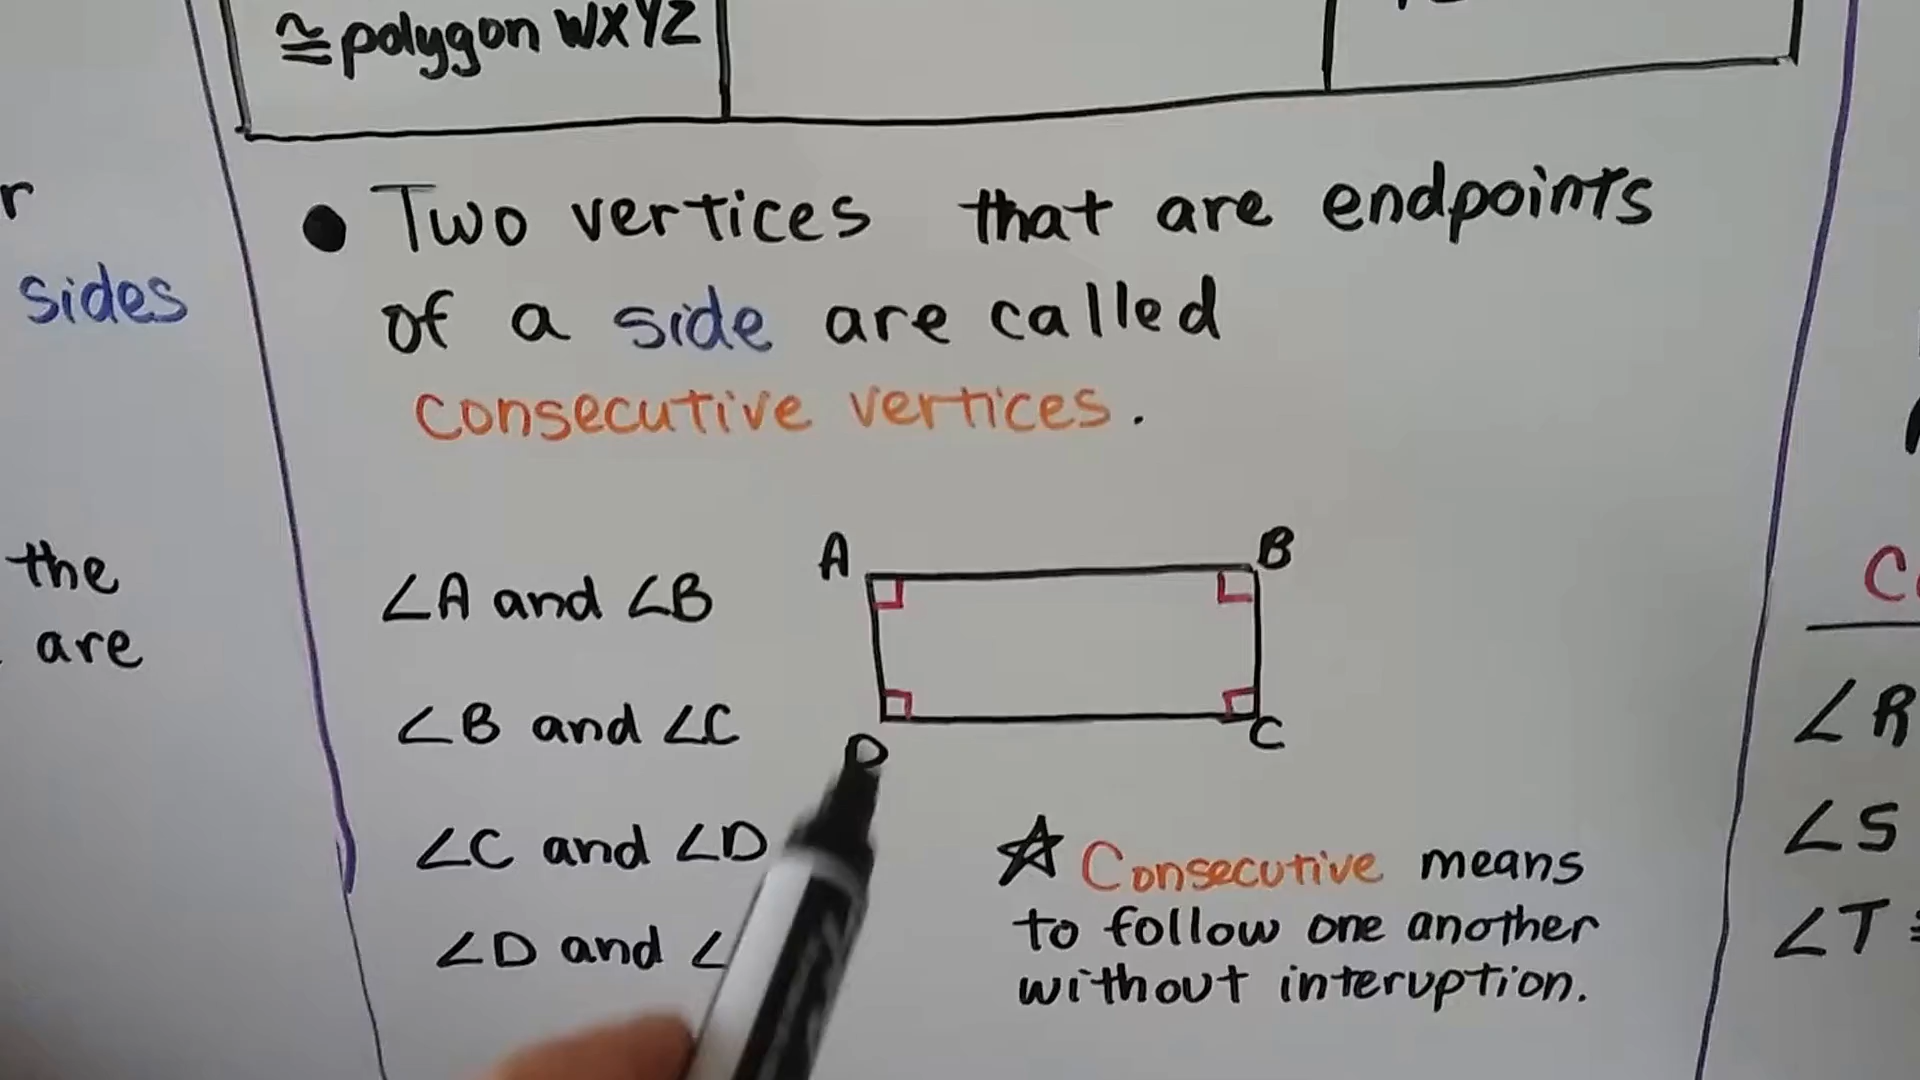 ≅ polygon WXYZ
r
sides
the
are
• Two vertices that are endpoints
of a side are called
consecutive vertices.
∠A and ∠B
∠B and ∠C
∠C and ∠D
∠D and ∠
A
B
D
C
☆ Consecutive means
to follow one another
without interuption.
∠R
∠S
∠T